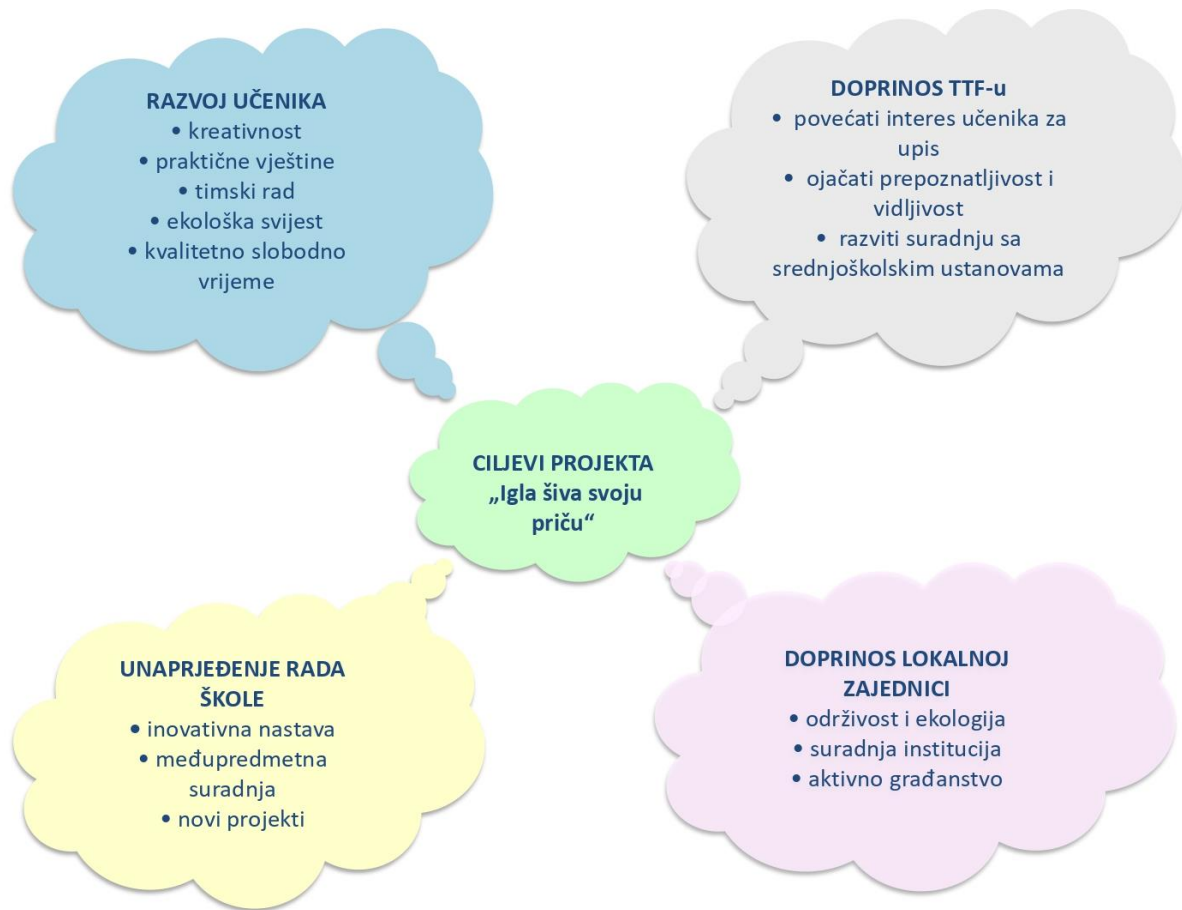 RAZVOJ UČENIKA
• kreativnost
• praktične vještine
• timski rad
• ekološka svijest
• kvalitetno slobodno
vrijeme
DOPRINOS TTF-u
• povećati interes učenika za
upis
• ojačati prepoznatljivost i
vidljivost
• razviti suradnju sa
srednjoškolskim ustanovama
CILJEVI PROJEKTA
„Igla šiva svoju
priču“
UNAPRJEĐENJE RADA
ŠKOLE
• inovativna nastava
• međupredmetna
suradnja
• novi projekti
DOPRINOS LOKALNOJ
ZAJEDNICI
• održivost i ekologija
• suradnja institucija
• aktivno građanstvo